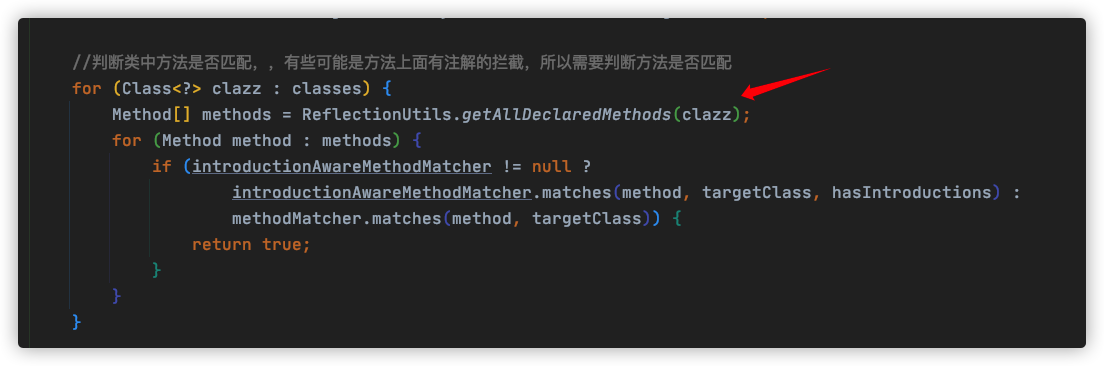 //判断类中方法是否匹配，，有些可能是方法上面有注解的拦截，所以需要判断方法是否匹配
for (Class<?> clazz : classes) {
Method[] methods = ReflectionUtils.getAllDeclaredMethods(clazz);
for (Method method : methods) {
if (introductionAwareMethodMatcher != null ?
introductionAwareMethodMatcher.matches(method, targetClass, hasIntroductions) :
methodMatcher.matches(method, targetClass)) {
return true;
}
}
}